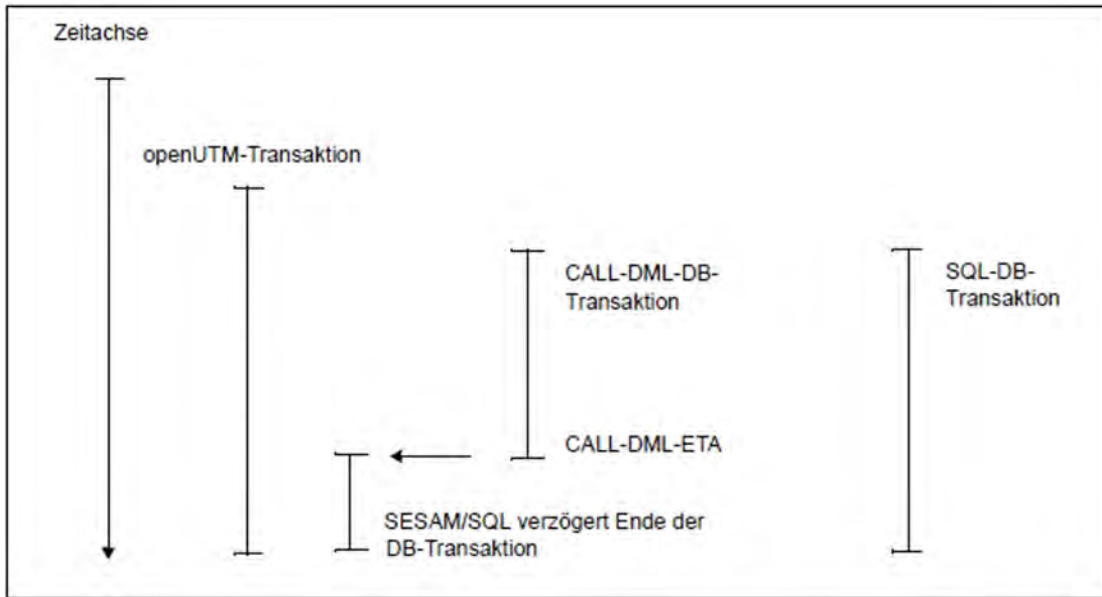 Zeitachse
openUTM-Transaktion
CALL-DML-DB-
Transaktion
SQL-DB-
Transaktion
CALL-DML-ETA
SESAM/SQL verzögert Ende der
DB-Transaktion